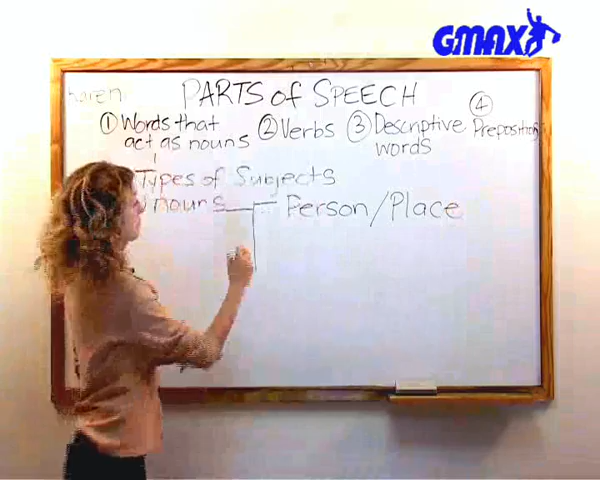 GMAX
PARTS of SPEECH
① Words that
act as nouns
② Verbs
③ Descriptive
words
④
Preposition
Types of Subjects
nouns
Person/Place